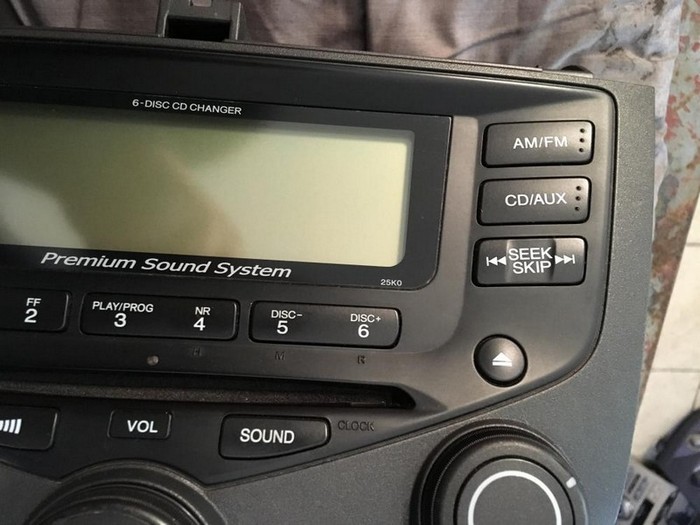 6-DISC CD CHANGER
AM/FM
CD/AUX
SEEK
SKIP
Premium Sound System
25K0
FF
2
PLAY/PROG
3
NR
4
DISC-
5
DISC+
6
H
M
R
VOL
SOUND
CLOCK